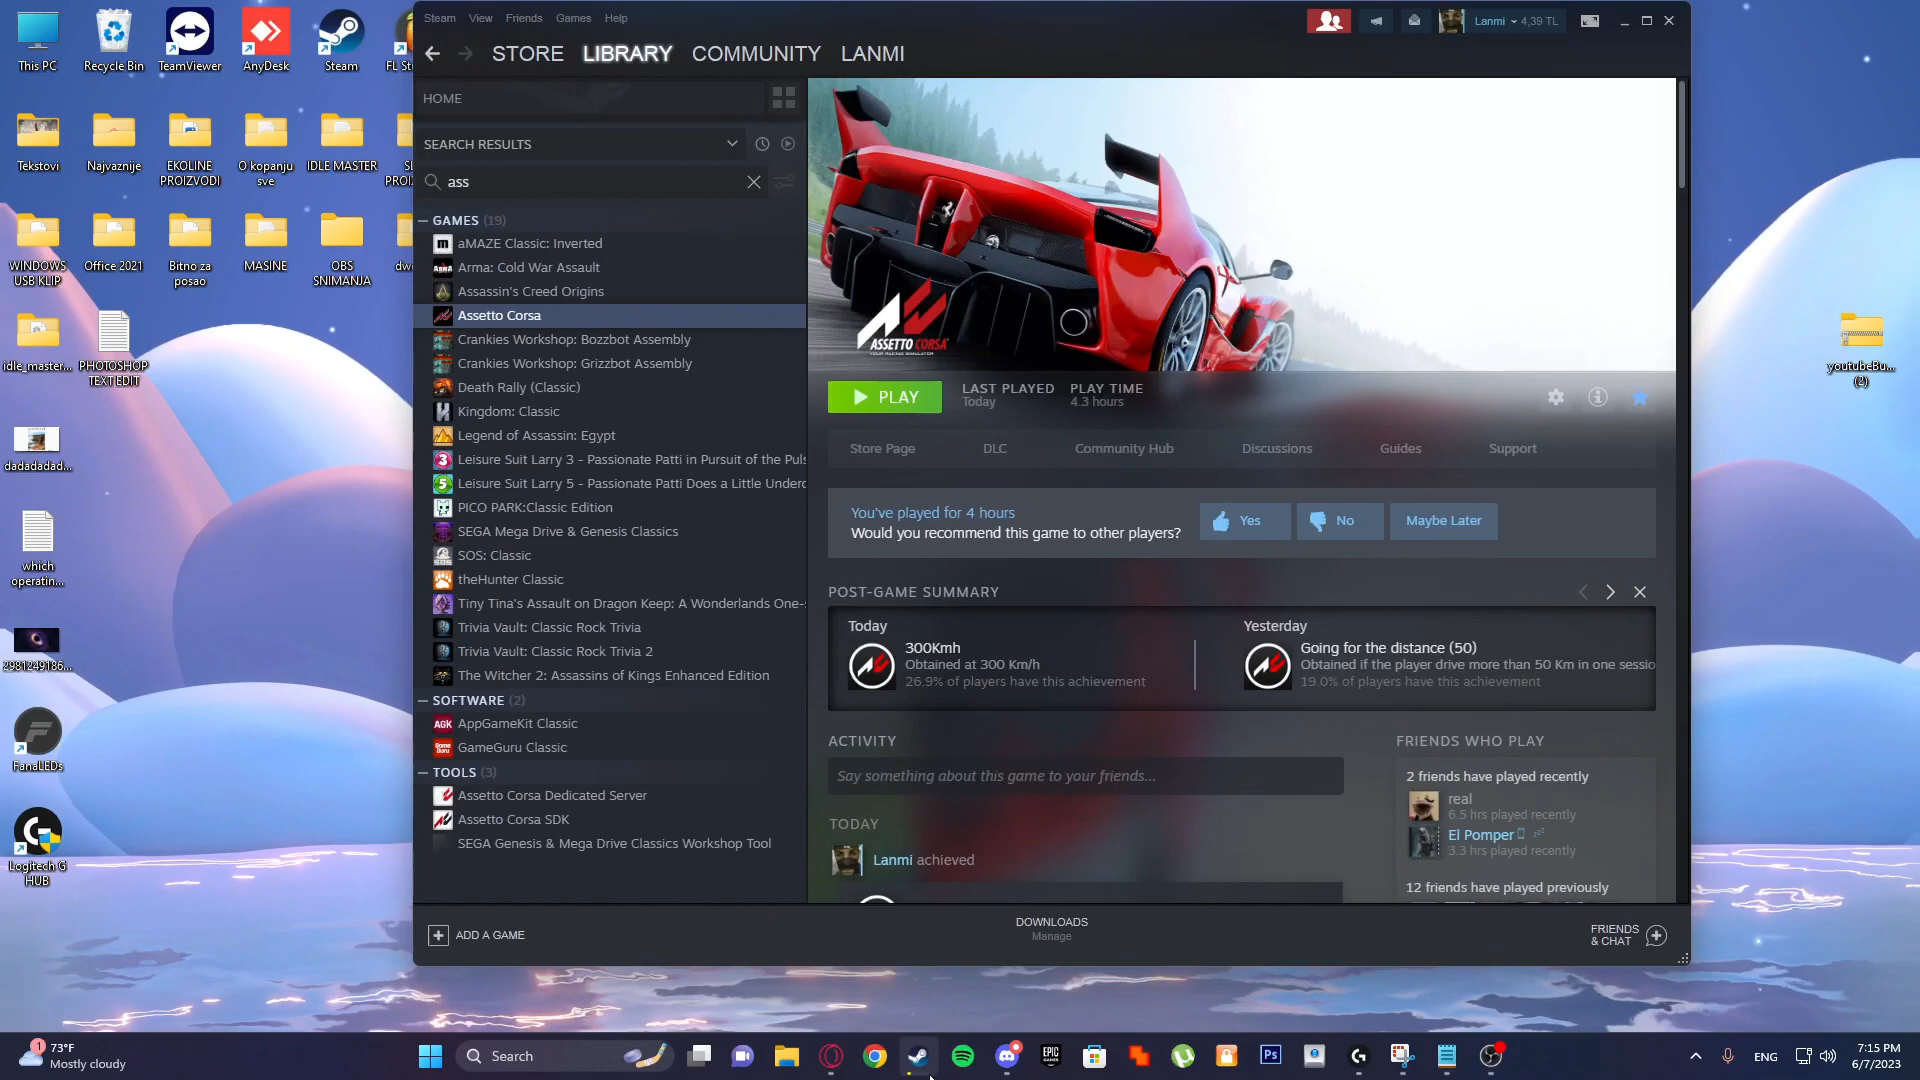 This PC
Recycle Bin
TeamViewer
AnyDesk
Steam
FL St
Tekstovi
Najvaznije
EKOLINE
PROIZVODI
O kopanju
sve
IDLE MASTER
WINDOWS
USB KLIP
Office 2021
Bitno za
posao
MASINE
OBS
SNIMANJA
idle_master...
PHOTOSHOP
TEXT EDIT
dadadadad...
which
operatin...
2981249186...
FanaLEDs
Logitech G
HUB
youtubeBu...
(2)
Steam View Friends Games Help
Lanmi 4,39 TL
STORE LIBRARY COMMUNITY LANMI
HOME
SEARCH RESULTS
ass
GAMES (19)
aMAZE Classic: Inverted
Arma: Cold War Assault
Assassin's Creed Origins
Assetto Corsa
Crankies Workshop: Bozzbot Assembly
Crankies Workshop: Grizzbot Assembly
Death Rally (Classic)
Kingdom: Classic
Legend of Assassin: Egypt
Leisure Suit Larry 3 - Passionate Patti in Pursuit of the Puls
Leisure Suit Larry 5 - Passionate Patti Does a Little Underc
PICO PARK:Classic Edition
SEGA Mega Drive & Genesis Classics
SOS: Classic
theHunter Classic
Tiny Tina's Assault on Dragon Keep: A Wonderlands One-s
Trivia Vault: Classic Rock Trivia
Trivia Vault: Classic Rock Trivia 2
The Witcher 2: Assassins of Kings Enhanced Edition
SOFTWARE (2)
AppGameKit Classic
GameGuru Classic
TOOLS (3)
Assetto Corsa Dedicated Server
Assetto Corsa SDK
SEGA Genesis & Mega Drive Classics Workshop Tool
ASSETTO CORSA
YOUR RACING SIMULATOR
PLAY
LAST PLAYED
Today
PLAY TIME
4.3 hours
Store Page DLC Community Hub Discussions Guides Support
You've played for 4 hours
Would you recommend this game to other players?
Yes No Maybe Later
POST-GAME SUMMARY
Today
300Kmh
Obtained at 300 Km/h
26.9% of players have this achievement
Yesterday
Going for the distance (50)
Obtained if the player drive more than 50 Km in one sessio
19.0% of players have this achievement
ACTIVITY
Say something about this game to your friends...
TODAY
Lanmi achieved
FRIENDS WHO PLAY
2 friends have played recently
real
6.5 hrs played recently
El Pomper
3.3 hrs played recently
12 friends have played previously
ADD A GAME
DOWNLOADS
Manage
FRIENDS
& CHAT
1
73°F
Mostly cloudy
Search
EPIC
GAMES
Ps
ENG
7:15 PM
6/7/2023